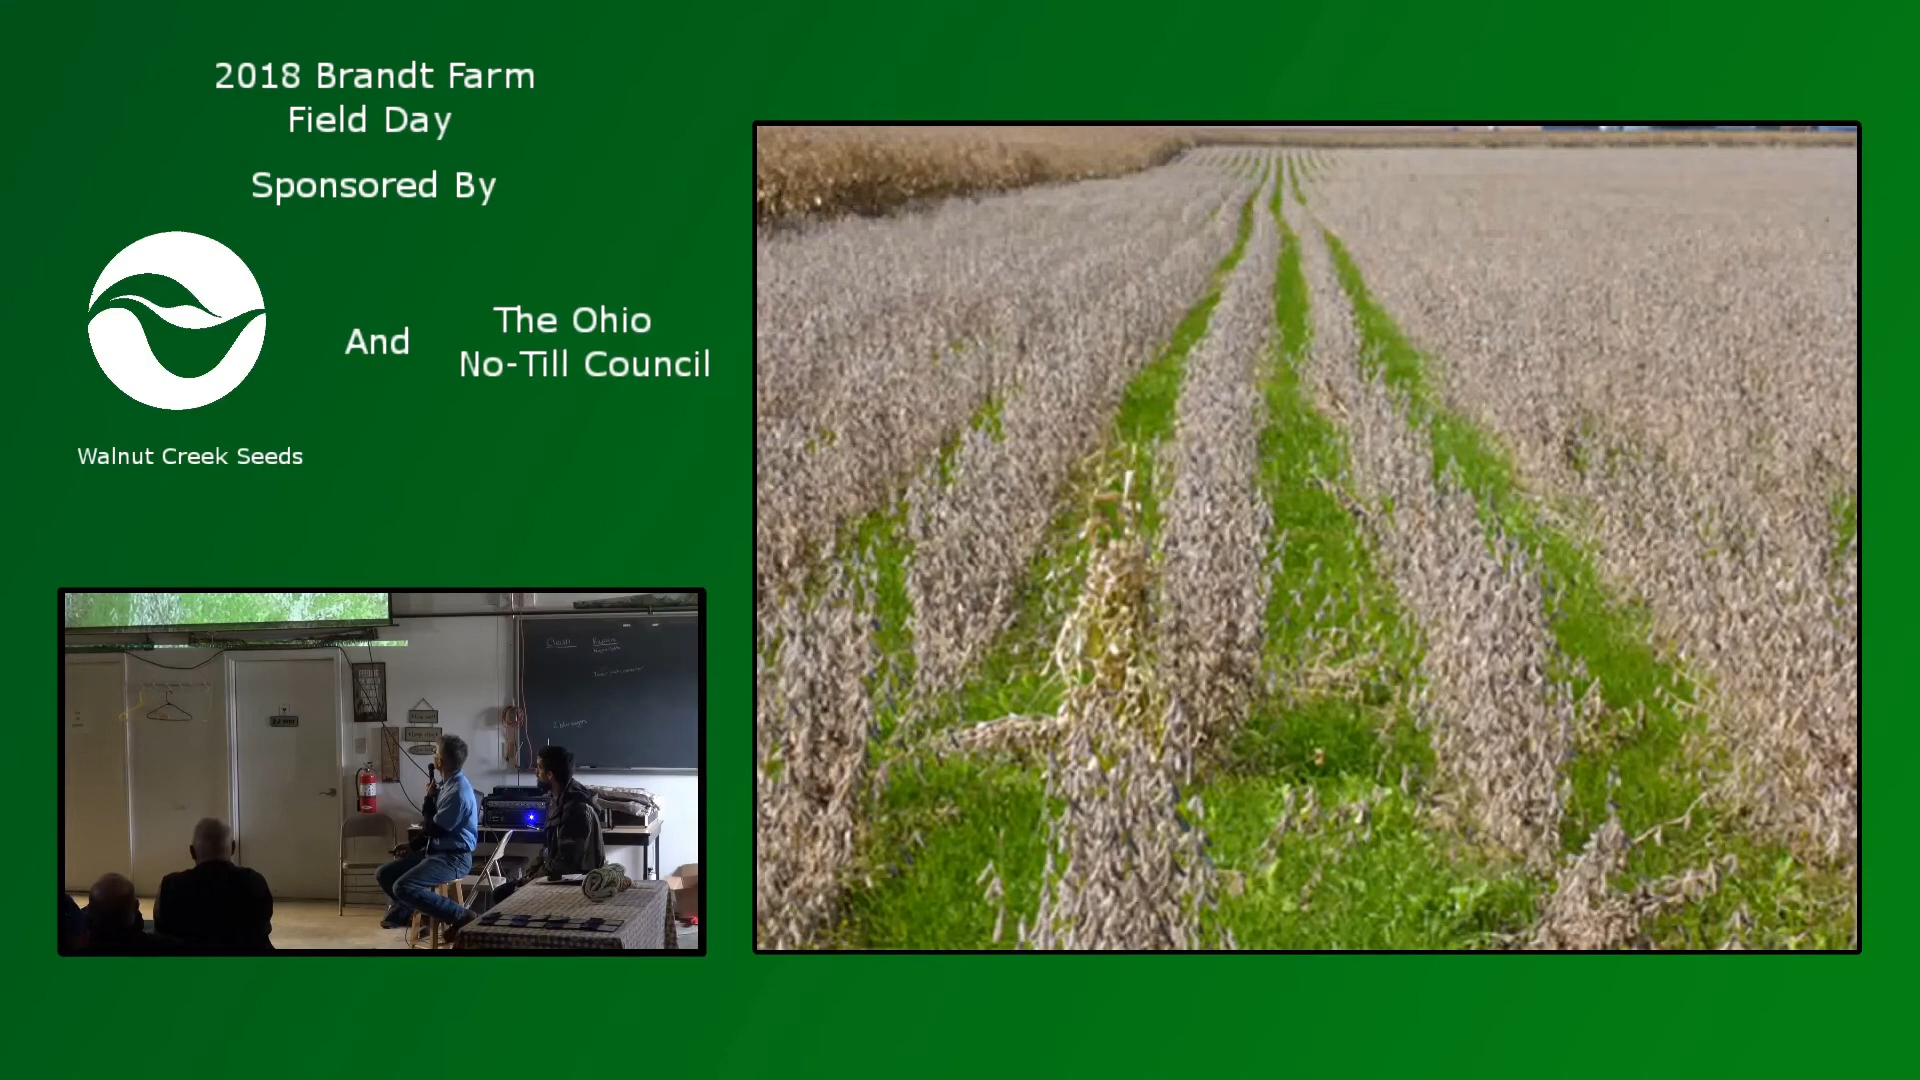 2018 Brandt Farm
Field Day
Sponsored By
And
The Ohio
No-Till Council
Walnut Creek Seeds